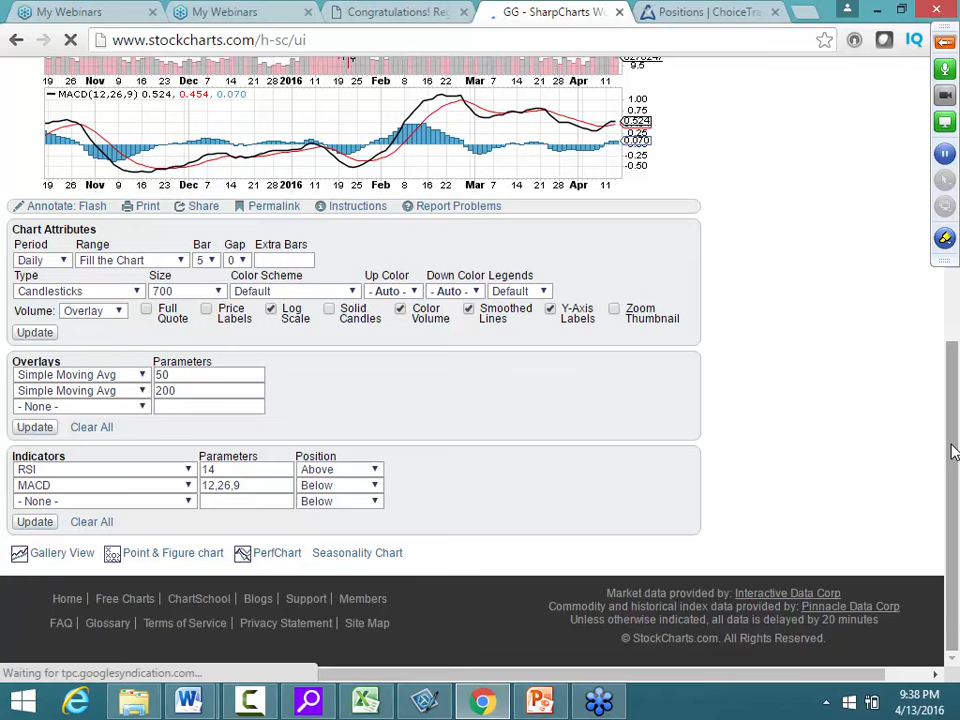 My Webinars
My Webinars
Congratulations! Re
GG - SharpCharts W
Positions | ChoiceTra
www.stockcharts.com/h-sc/ui
IQ
9.5
19 26 Nov 9 16 23 Dec 7 14 21 2016 11 19 25 Feb 8 16 22 Mar 7 14 21 Apr 11
MACD(12,26,9) 0.524, 0.454, 0.070
1.00
0.75
0.524
0.25
0.070
-0.25
-0.50
19 26 Nov 9 16 23 Dec 7 14 21 2016 11 19 25 Feb 8 16 22 Mar 7 14 21 Apr 11
Annotate: Flash Print Share Permalink Instructions Report Problems
Chart Attributes
Period Range Bar Gap Extra Bars
Daily Fill the Chart 5 0
Type Size Color Scheme Up Color Down Color Legends
Candlesticks 700 Default - Auto - - Auto - Default
Volume: Overlay Full Quote Price Labels Log Scale Solid Candles Color Volume Smoothed Lines Y-Axis Labels Zoom Thumbnail
Update
Overlays Parameters
Simple Moving Avg 50
Simple Moving Avg 200
- None -
Update Clear All
Indicators Parameters Position
RSI 14 Above
MACD 12,26,9 Below
- None - Below
Update Clear All
Gallery View Point & Figure chart PerfChart Seasonality Chart
Home Free Charts ChartSchool Blogs Support Members
FAQ Glossary Terms of Service Privacy Statement Site Map
Market data provided by: Interactive Data Corp
Commodity and historical index data provided by: Pinnacle Data Corp
Unless otherwise indicated, all data is delayed by 20 minutes
© StockCharts.com. All Rights Reserved.
Waiting for tpc.googlesyndication.com...
9:38 PM
4/13/2016